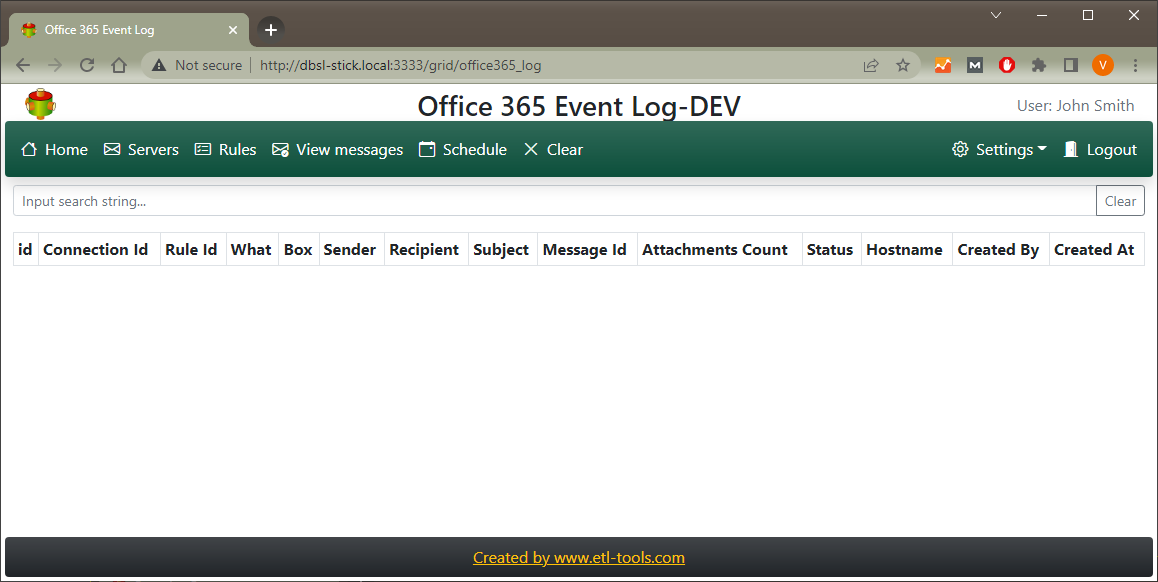 Office 365 Event Log
Not secure http://dbsl-stick.local:3333/grid/office365_log
V
Office 365 Event Log-DEV
User: John Smith
Home Servers Rules View messages Schedule Clear Settings Logout
Input search string... Clear
id Connection Id Rule Id What Box Sender Recipient Subject Message Id Attachments Count Status Hostname Created By Created At
Created by www.etl-tools.com